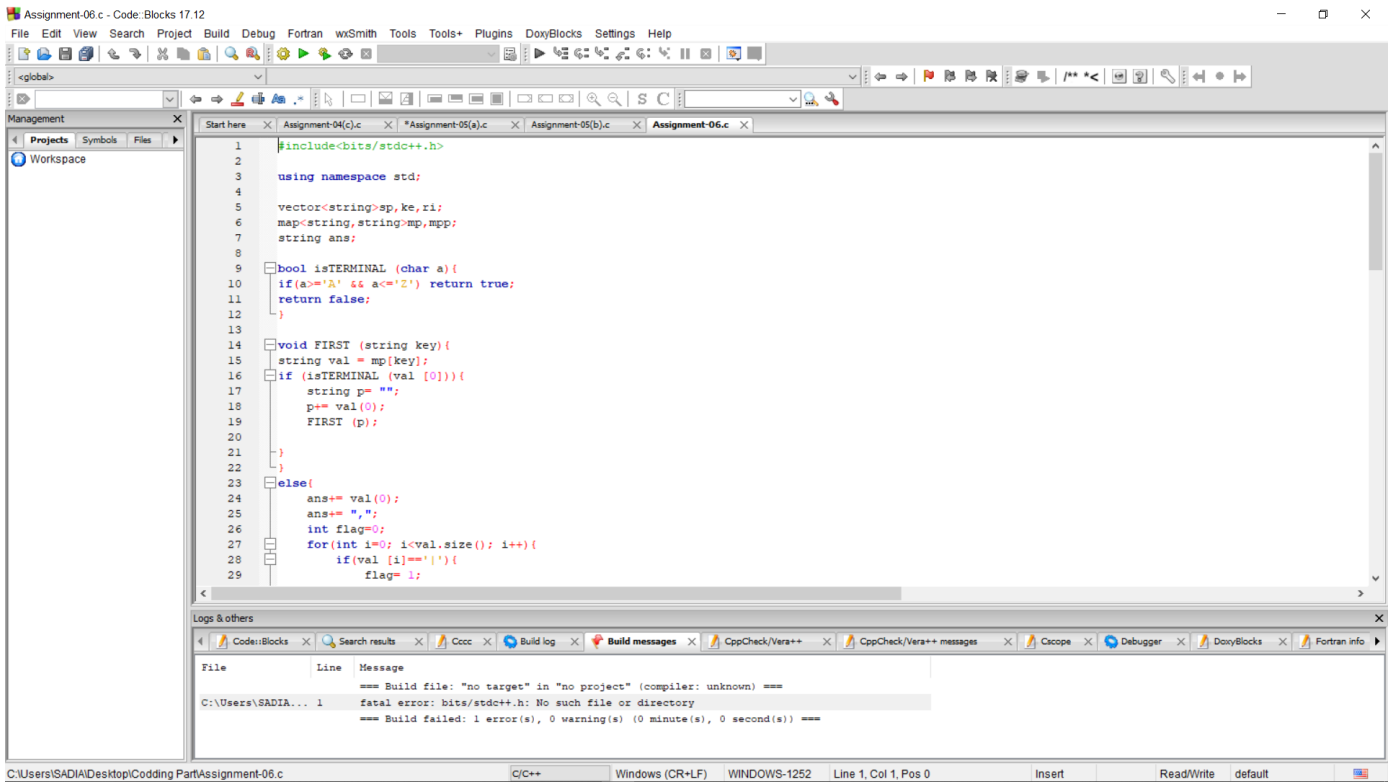 Assignment-06.c - Code::Blocks 17.12
File Edit View Search Project Build Debug Fortran wxSmith Tools Tools+ Plugins DoxyBlocks Settings Help
<global>
/** *<
S C
Management
Projects Symbols Files
Workspace
Start here Assignment-04(c).c *Assignment-05(a).c Assignment-05(b).c Assignment-06.c
1 #include<bits/stdc++.h>
2
3 using namespace std;
4
5 vector<string>sp,ke,ri;
6 map<string,string>mp,mpp;
7 string ans;
8
9 bool isTERMINAL (char a){
10 if(a>='A' && a<='Z') return true;
11 return false;
12 }
13
14 void FIRST (string key){
15 string val = mp[key];
16 if (isTERMINAL (val [0])){
17 string p= "";
18 p+= val(0);
19 FIRST (p);
20
21 }
22 }
23 else{
24 ans+= val(0);
25 ans+= ",";
26 int flag=0;
27 for(int i=0; i<val.size(); i++){
28 if(val [i]=='|'){
29 flag= 1;
Logs & others
Code::Blocks Search results Cccc Build log Build messages CppCheck/Vera++ CppCheck/Vera++ messages Cscope Debugger DoxyBlocks Fortran info
File Line Message
=== Build file: "no target" in "no project" (compiler: unknown) ===
C:\Users\SADIA... 1 fatal error: bits/stdc++.h: No such file or directory
=== Build failed: 1 error(s), 0 warning(s) (0 minute(s), 0 second(s)) ===
C:\Users\SADIA\Desktop\Codding Part\Assignment-06.c C/C++ Windows (CR+LF) WINDOWS-1252 Line 1, Col 1, Pos 0 Insert Read/Write default